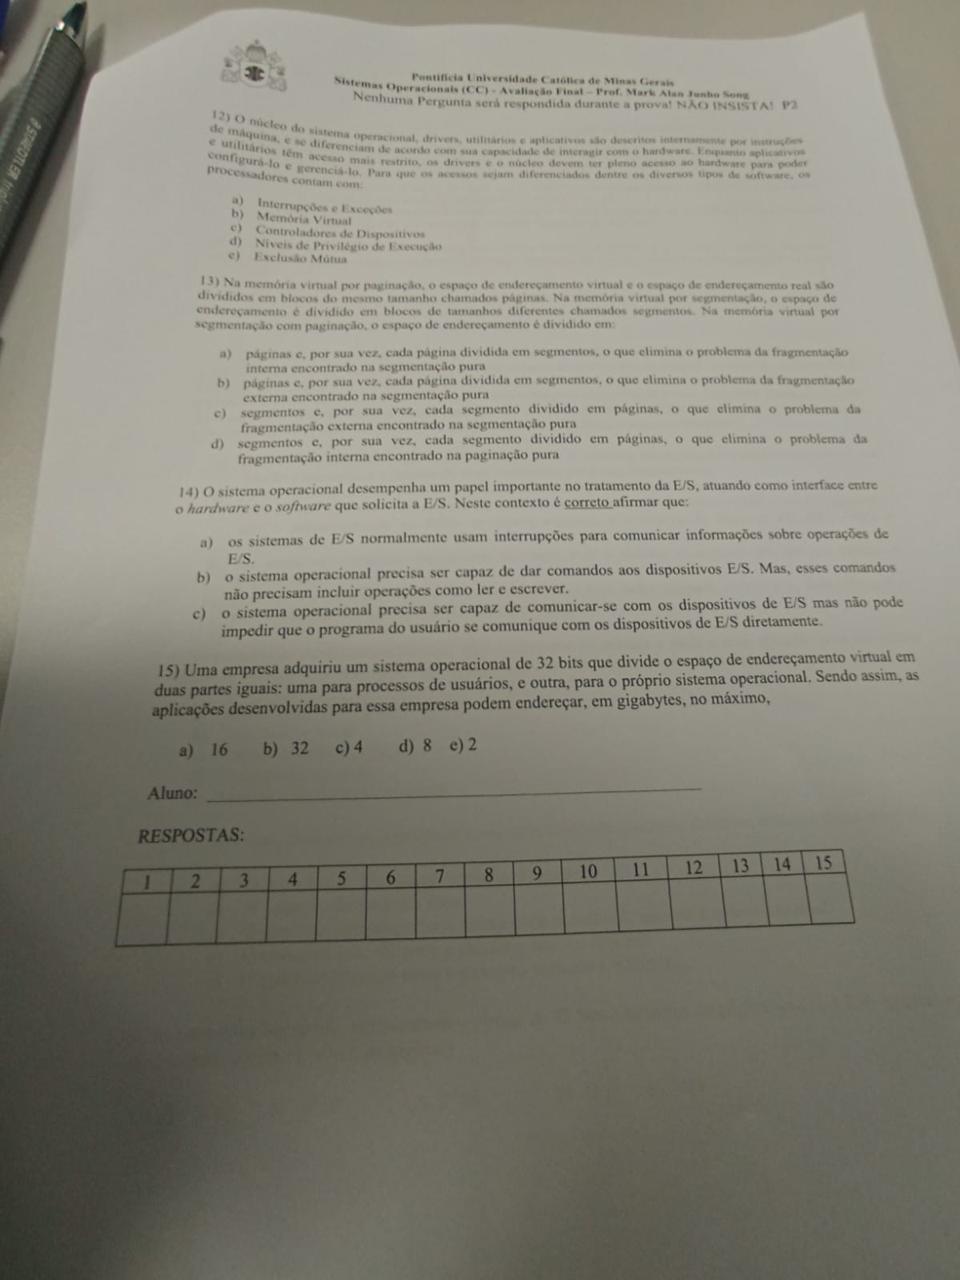 Pontifícia Universidade Católica de Minas Gerais
Sistemas Operacionais (CC) - Avaliação Final – Prof. Mark Alan Junho Song
Nenhuma Pergunta será respondida durante a prova! NÃO INSISTA! P2
12) O núcleo do sistema operacional, drivers, utilitários e aplicativos são descritos internamente por instruções
de máquina, e se diferenciam de acordo com sua capacidade de interagir com o hardware. Enquanto aplicativos
e utilitários têm acesso mais restrito, os drivers e o núcleo devem ter pleno acesso ao hardware para poder
configurá-lo e gerenciá-lo. Para que os acessos sejam diferenciados dentre os diversos tipos de software, os
processadores contam com:
a) Interrupções e Exceções
b) Memória Virtual
c) Controladores de Dispositivos
d) Níveis de Privilégio de Execução
e) Exclusão Mútua
13) Na memória virtual por paginação, o espaço de endereçamento virtual e o espaço de endereçamento real são
divididos em blocos do mesmo tamanho chamados páginas. Na memória virtual por segmentação, o espaço de
endereçamento é dividido em blocos de tamanhos diferentes chamados segmentos. Na memória virtual por
segmentação com paginação, o espaço de endereçamento é dividido em:
a) páginas e, por sua vez, cada página dividida em segmentos, o que elimina o problema da fragmentação
interna encontrado na segmentação pura
b) páginas e, por sua vez, cada página dividida em segmentos, o que elimina o problema da fragmentação
externa encontrado na segmentação pura
c) segmentos e, por sua vez, cada segmento dividido em páginas, o que elimina o problema da
fragmentação externa encontrado na segmentação pura
d) segmentos e, por sua vez, cada segmento dividido em páginas, o que elimina o problema da
fragmentação interna encontrado na paginação pura
14) O sistema operacional desempenha um papel importante no tratamento da E/S, atuando como interface entre
o hardware e o software que solicita a E/S. Neste contexto é correto afirmar que:
a) os sistemas de E/S normalmente usam interrupções para comunicar informações sobre operações de
E/S.
b) o sistema operacional precisa ser capaz de dar comandos aos dispositivos E/S. Mas, esses comandos
não precisam incluir operações como ler e escrever.
c) o sistema operacional precisa ser capaz de comunicar-se com os dispositivos de E/S mas não pode
impedir que o programa do usuário se comunique com os dispositivos de E/S diretamente.
15) Uma empresa adquiriu um sistema operacional de 32 bits que divide o espaço de endereçamento virtual em
duas partes iguais: uma para processos de usuários, e outra, para o próprio sistema operacional. Sendo assim, as
aplicações desenvolvidas para essa empresa podem endereçar, em gigabytes, no máximo,
a) 16 b) 32 c) 4 d) 8 e) 2
Aluno:
RESPOSTAS:
1 2 3 4 5 6 7 8 9 10 11 12 13 14 15